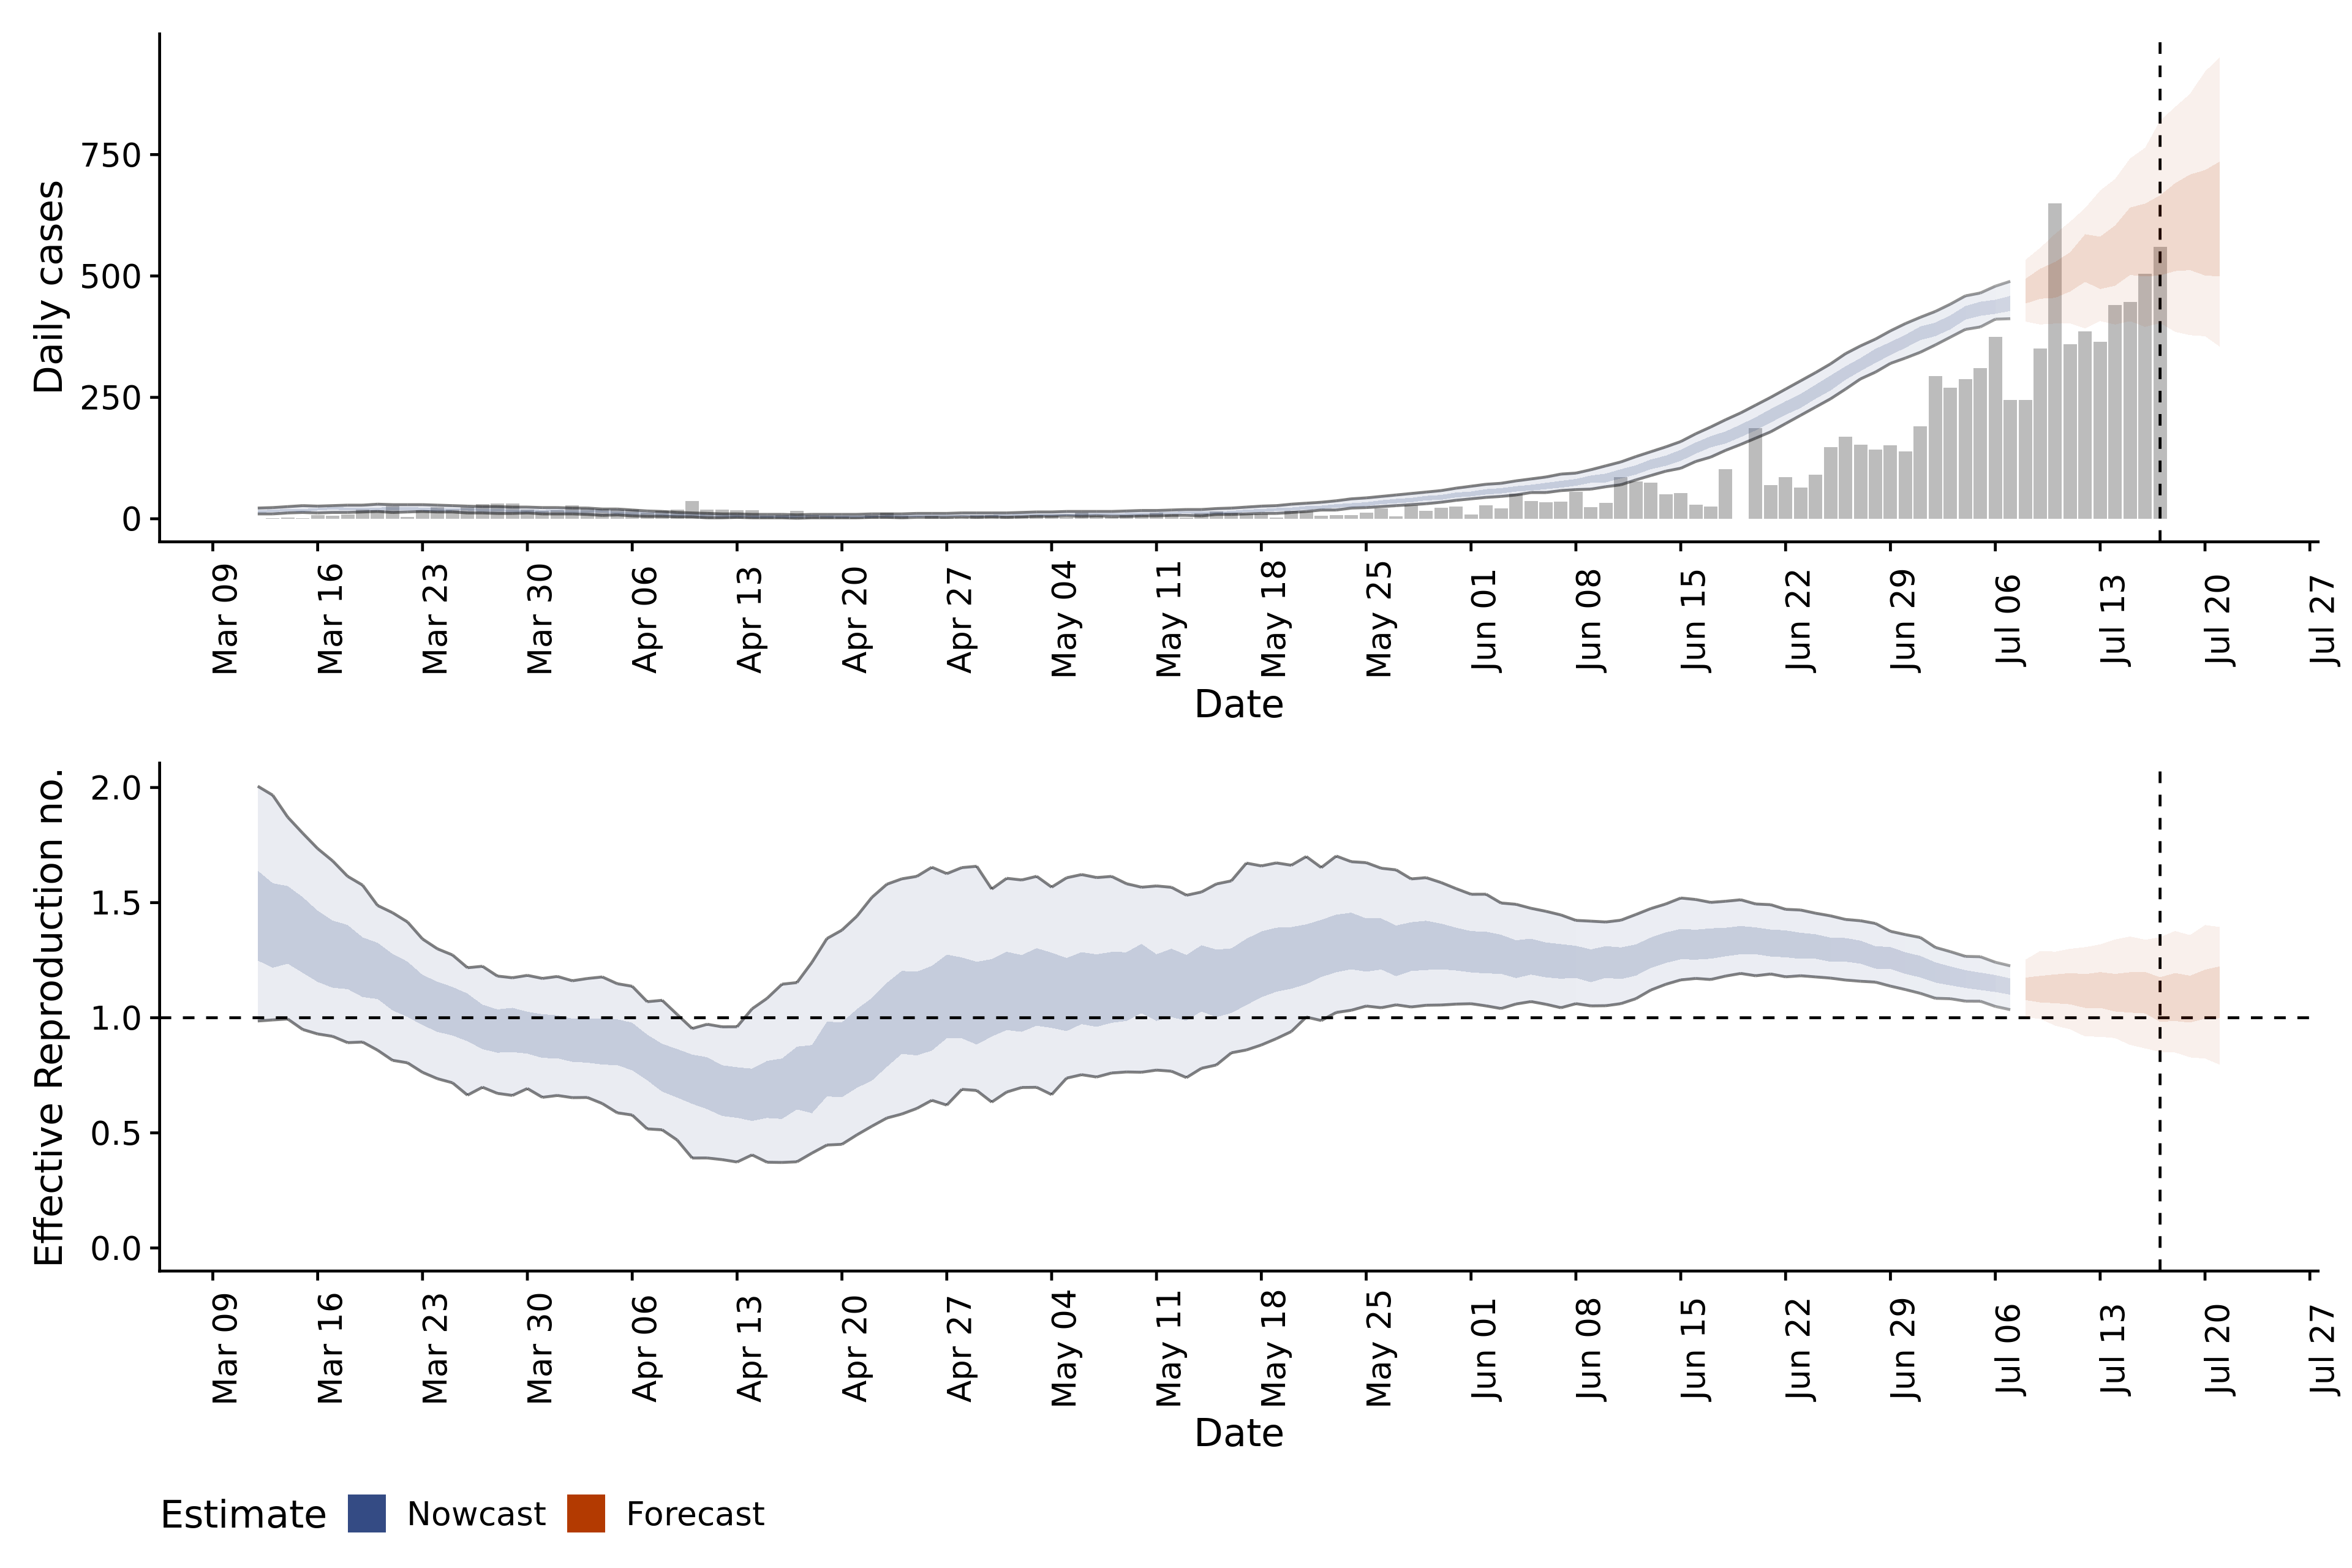 Daily cases
750
500
250
0
Mar 09
Mar 16
Mar 23
Mar 30
Apr 06
Apr 13
Apr 20
Apr 27
May 04
May 11
May 18
May 25
Jun 01
Jun 08
Jun 15
Jun 22
Jun 29
Jul 06
Jul 13
Jul 20
Jul 27
Date
Effective Reproduction no.
2.0
1.5
1.0
0.5
0.0
Mar 09
Mar 16
Mar 23
Mar 30
Apr 06
Apr 13
Apr 20
Apr 27
May 04
May 11
May 18
May 25
Jun 01
Jun 08
Jun 15
Jun 22
Jun 29
Jul 06
Jul 13
Jul 20
Jul 27
Date
Estimate Nowcast Forecast